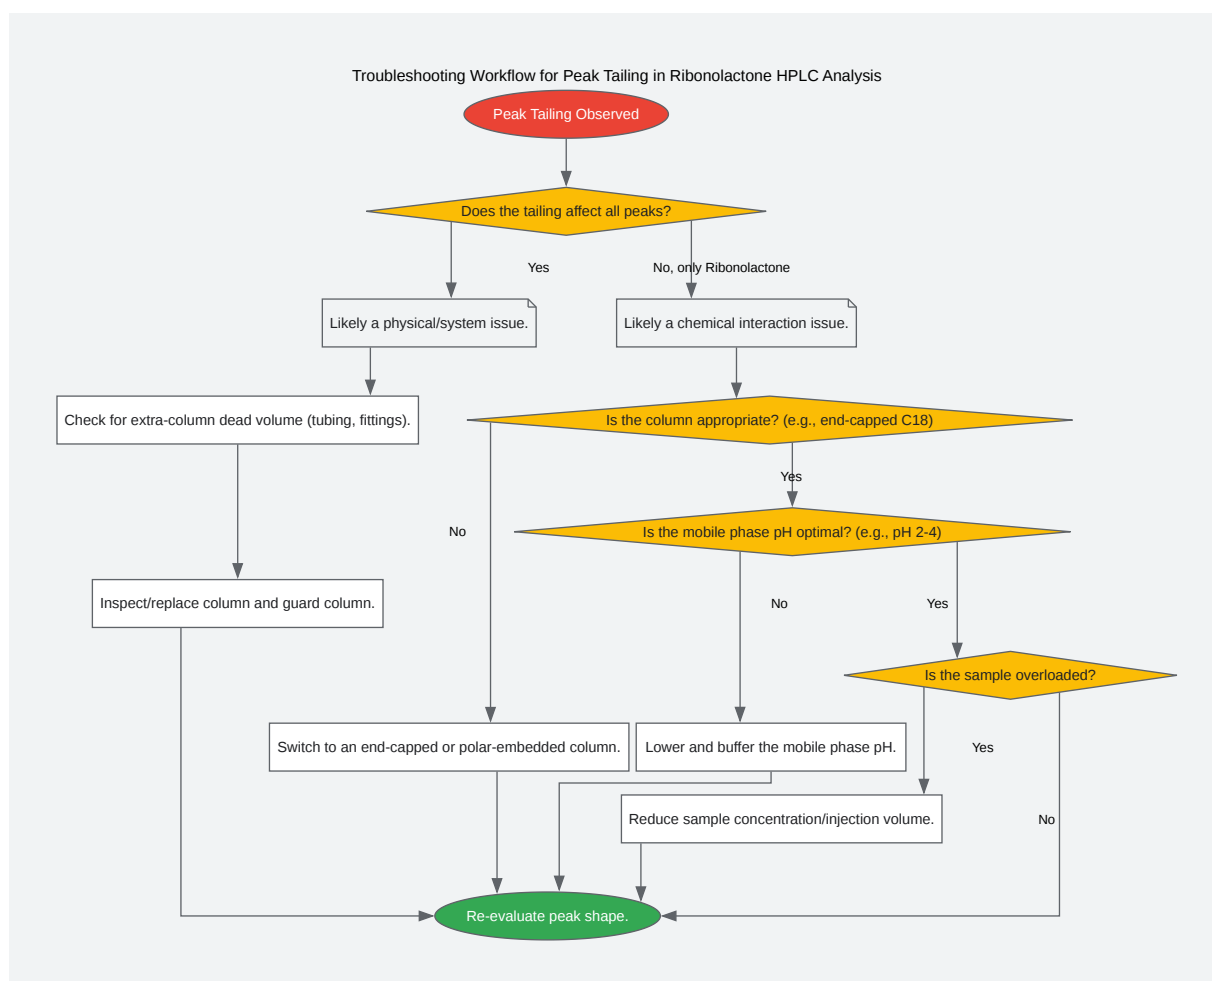 Troubleshooting Workflow for Peak Tailing in Ribonolactone HPLC Analysis
Peak Tailing Observed
Does the tailing affect all peaks?
Yes
No, only Ribonolactone
Likely a physical/system issue.
Likely a chemical interaction issue.
Check for extra-column dead volume (tubing, fittings).
Is the column appropriate? (e.g., end-capped C18)
Yes
No
Is the mobile phase pH optimal? (e.g., pH 2-4)
Inspect/replace column and guard column.
No
Yes
Is the sample overloaded?
Switch to an end-capped or polar-embedded column.
Lower and buffer the mobile phase pH.
Yes
Reduce sample concentration/injection volume.
No
Re-evaluate peak shape.